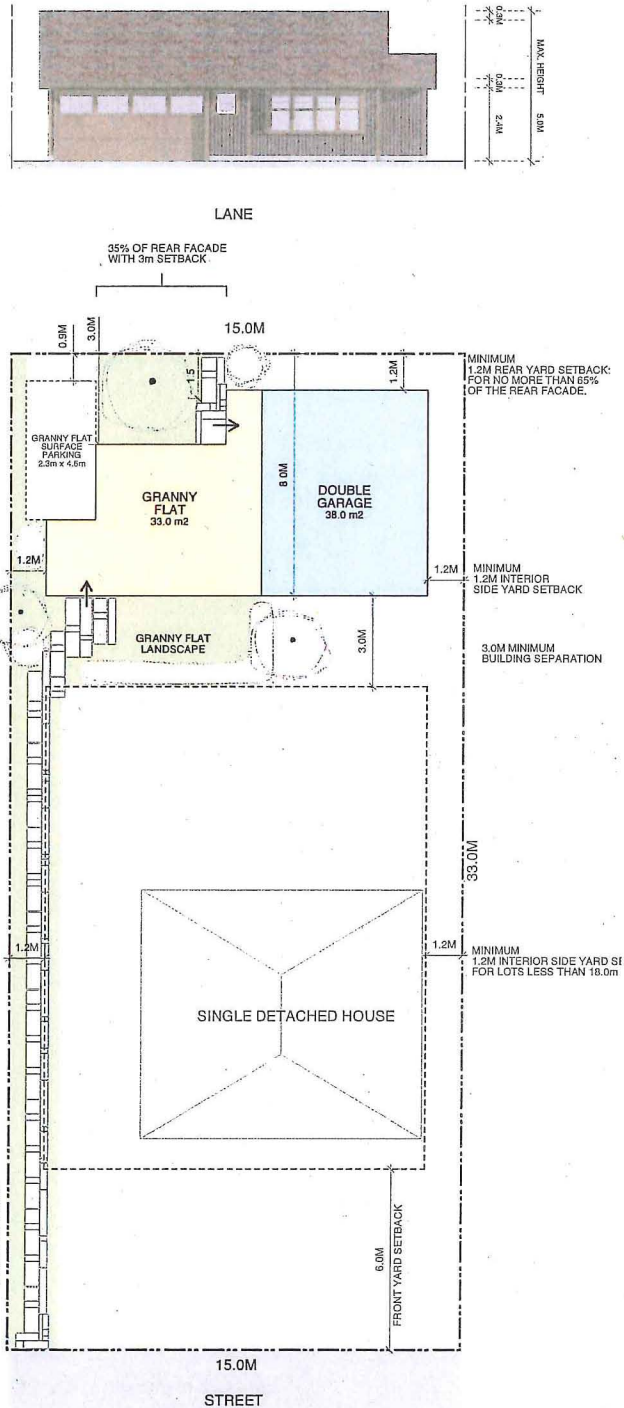 0.3M
0.3M
2.4M
MAX. HEIGHT
5.0M
LANE
35% OF REAR FACADE
WITH 3m SETBACK
0.9M
3.0M
15.0M
1.5
1.2M
MINIMUM
1.2M REAR YARD SETBACK:
FOR NO MORE THAN 65%
OF THE REAR FACADE.
GRANNY FLAT
SURFACE
PARKING
GRANNY
FLAT
33.0 m2
8.0M
DOUBLE
GARAGE
38.0 m2
1.2M
1.2M
MINIMUM
1.2M INTERIOR
SIDE YARD SETBACK
GRANNY FLAT
LANDSCAPE
3.0M
3.0M MINIMUM
BUILDING SEPARATION
33.0M
1.2M
1.2M
MINIMUM
1.2M INTERIOR SIDE YARD
FOR LOTS LESS THAN 18.0m
SINGLE DETACHED HOUSE
6.0M
FRONT YARD SETBACK
15.0M
STREET